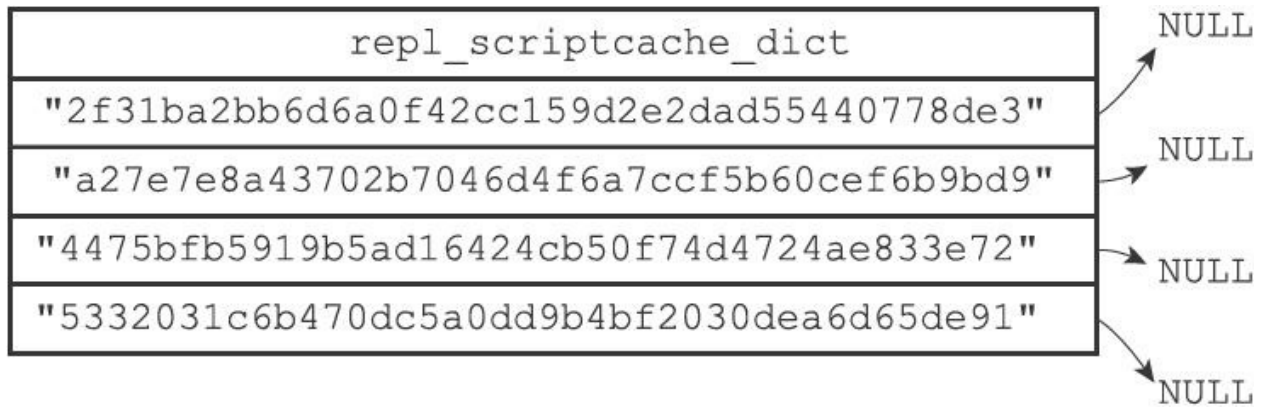 repl_scriptcache_dict
NULL
"2f31ba2bb6d6a0f42cc159d2e2dad55440778de3"
NULL
"a27e7e8a43702b7046d4f6a7ccf5b60cef6b9bd9"
"4475bfb5919b5ad16424cb50f74d4724ae833e72"
NULL
"5332031c6b470dc5a0dd9b4bf2030dea6d65de91"
NULL